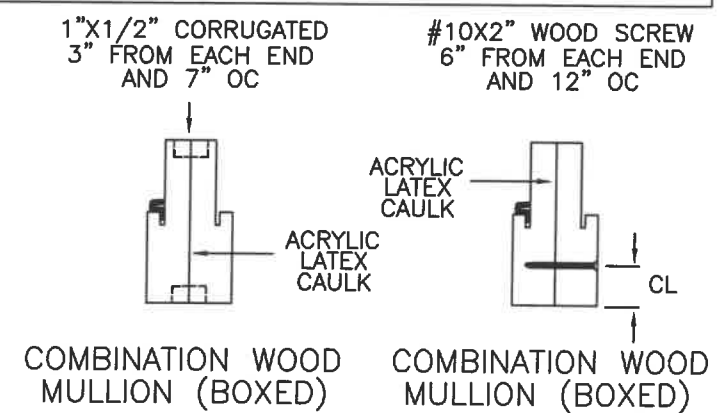 1"X1/2" CORRUGATED
3" FROM EACH END
AND 7" OC
#10X2" WOOD SCREW
6" FROM EACH END
AND 12" OC
ACRYLIC
LATEX
CAULK
ACRYLIC
LATEX
CAULK
CL
COMBINATION WOOD
MULLION (BOXED)
COMBINATION WOOD
MULLION (BOXED)